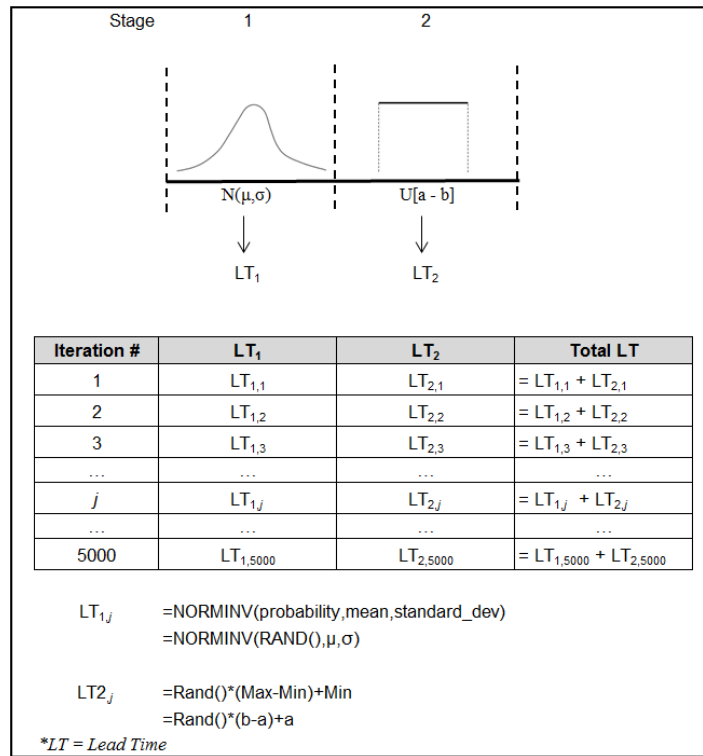 Stage 1 2
N(μ,σ) U[a - b]
LT₁ LT₂
Iteration # LT₁ LT₂ Total LT
1 LT₁,₁ LT₂,₁ = LT₁,₁ + LT₂,₁
2 LT₁,₂ LT₂,₂ = LT₁,₂ + LT₂,₂
3 LT₁,₃ LT₂,₃ = LT₁,₃ + LT₂,₃
... ... ... ...
j LT₁,ⱼ LT₂,ⱼ = LT₁,ⱼ + LT₂,ⱼ
... ... ... ...
5000 LT₁,₅₀₀₀ LT₂,₅₀₀₀ = LT₁,₅₀₀₀ + LT₂,₅₀₀₀
LT₁,ⱼ =NORMINV(probability,mean,standard_dev)
=NORMINV(RAND(),μ,σ)
LT2,ⱼ =Rand()*(Max-Min)+Min
=Rand()*(b-a)+a
*LT = Lead Time